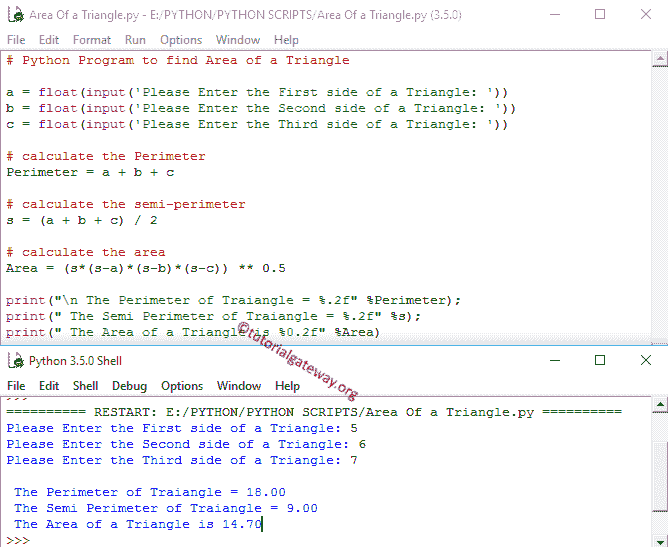 Area Of a Triangle.py - E:/PYTHON/PYTHON SCRIPTS/Area Of a Triangle.py (3.5.0)
File Edit Format Run Options Window Help
# Python Program to find Area of a Triangle
a = float(input('Please Enter the First side of a Triangle: '))
b = float(input('Please Enter the Second side of a Triangle: '))
c = float(input('Please Enter the Third side of a Triangle: '))
# calculate the Perimeter
Perimeter = a + b + c
# calculate the semi-perimeter
s = (a + b + c) / 2
# calculate the area
Area = (s*(s-a)*(s-b)*(s-c)) ** 0.5
print("\n The Perimeter of Traiangle = %.2f" %Perimeter);
print(" The Semi Perimeter of Traiangle = %.2f" %s);
print(" The Area of a Triangle is %0.2f" %Area)
©tutorialgateway.org
Python 3.5.0 Shell
File Edit Shell Debug Options Window Help
>>>
========== RESTART: E:/PYTHON/PYTHON SCRIPTS/Area Of a Triangle.py ==========
Please Enter the First side of a Triangle: 5
Please Enter the Second side of a Triangle: 6
Please Enter the Third side of a Triangle: 7
The Perimeter of Traiangle = 18.00
The Semi Perimeter of Traiangle = 9.00
The Area of a Triangle is 14.70
>>>